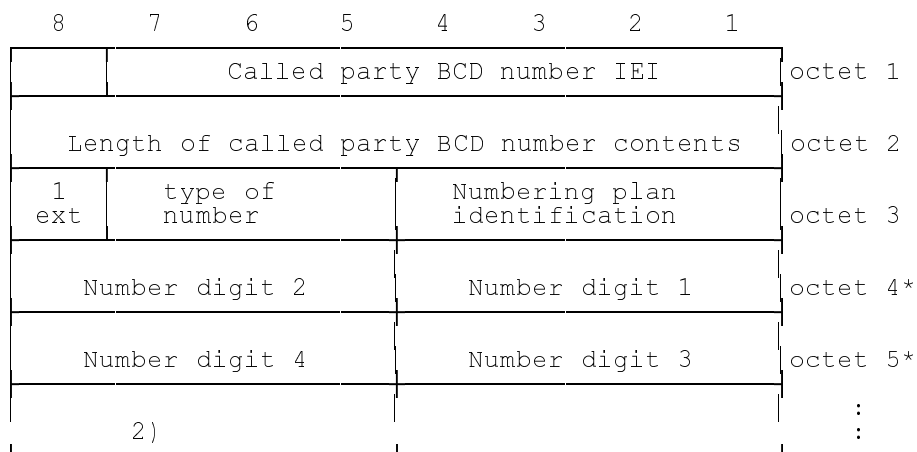 8 7 6 5 4 3 2 1
Called party BCD number IEI octet 1
Length of called party BCD number contents octet 2
1 type of Numbering plan
ext number identification octet 3
Number digit 2 Number digit 1 octet 4*
Number digit 4 Number digit 3 octet 5*
:
2) :